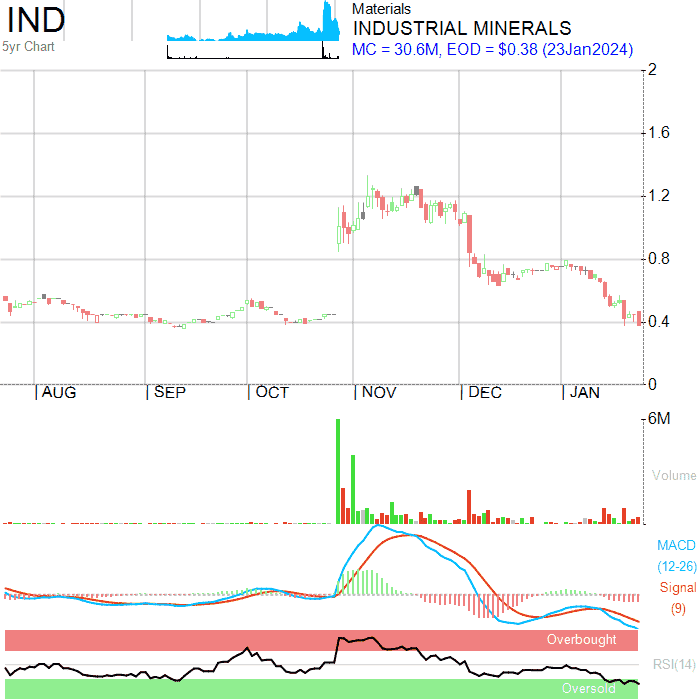 IND
5yr Chart
Materials
INDUSTRIAL MINERALS
MC = 30.6M, EOD = $0.38 (23Jan2024)
2
1.6
1.2
0.8
0.4
0
AUG SEP OCT NOV DEC JAN
6M
Volume
MACD
(12-26)
Signal
(9)
Overbought
RSI(14)
Oversold